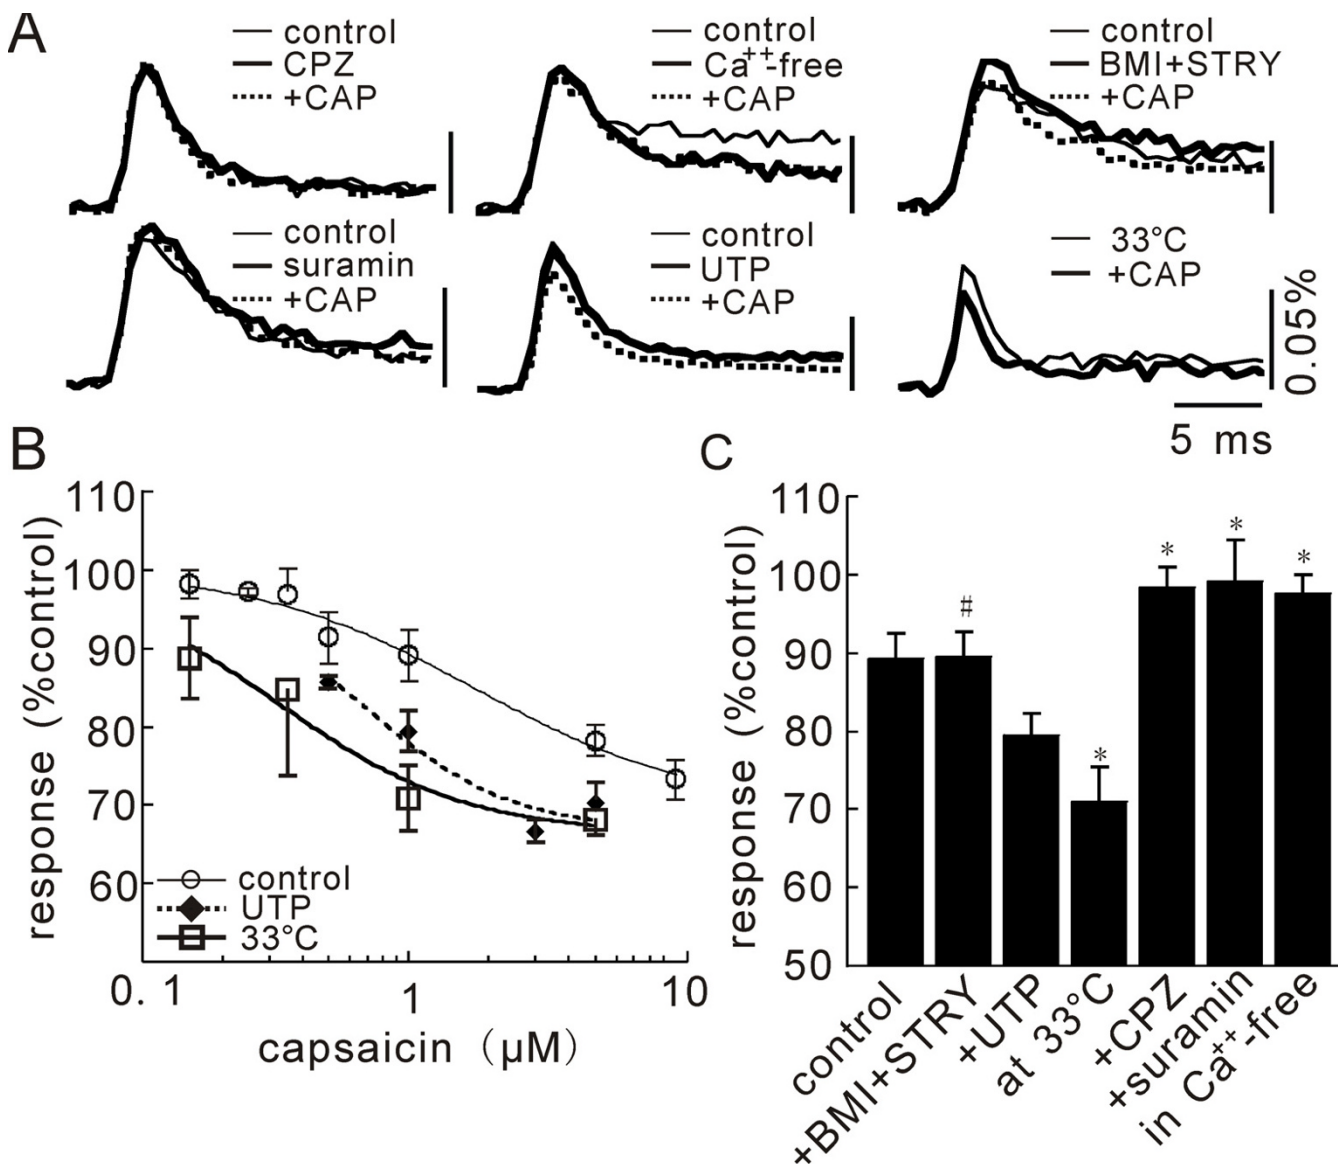 A
control
CPZ
+CAP
control
Ca++-free
+CAP
control
BMI+STRY
+CAP
control
suramin
+CAP
control
UTP
+CAP
33°C
+CAP
0.05%
5 ms
B
110
100
90
80
70
60
response (%control)
control
UTP
33°C
0.1
1
10
capsaicin (μM)
C
110
100
90
80
70
60
50
response (%control)
#
*
*
*
*
control
+BMI+STRY
+UTP
at 33°C
+CPZ
+suramin
in Ca++-free